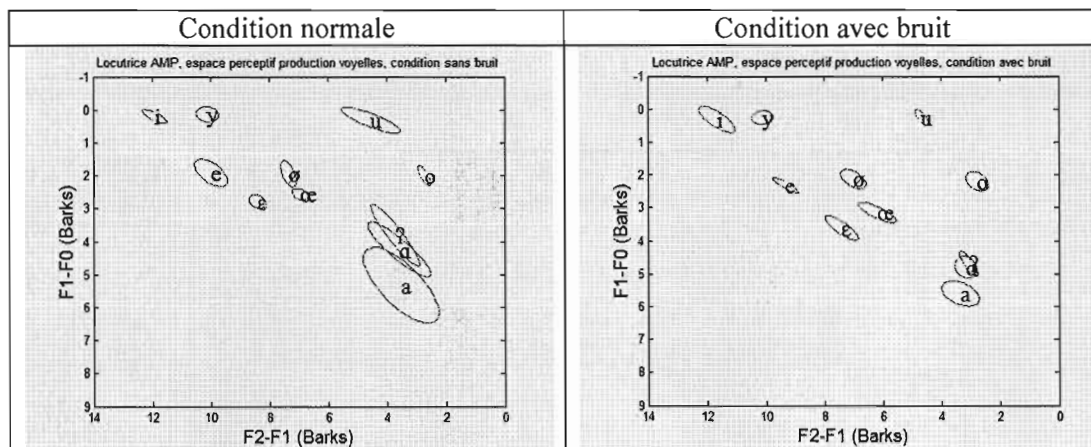 Condition normale
Condition avec bruit
Locutrice AMP, espace perceptif production voyelles, condition sans bruit
-1
0
1
2
3
4
5
6
7
8
9
14 12 10 8 6 4 2 0
F1-F0 (Barks)
F2-F1 (Barks)
i y u
e ø o
ε œ
ɑ
a
Locutrice AMP, espace perceptif production voyelles, condition avec bruit
-1
0
1
2
3
4
5
6
7
8
9
14 12 10 8 6 4 2 0
F1-F0 (Barks)
F2-F1 (Barks)
i y u
e ø o
ε œ
ɑ
a